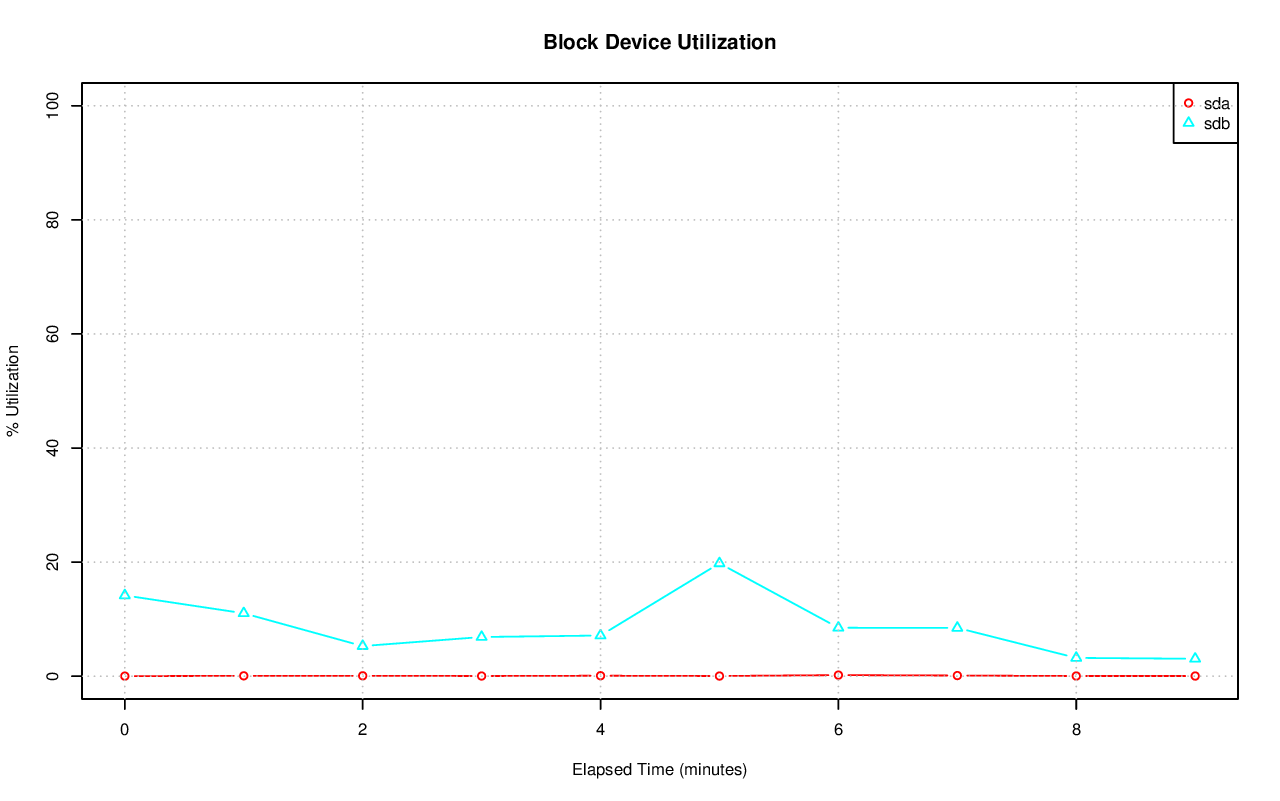 Block Device Utilization
sda
sdb
% Utilization
100
80
60
40
20
0
0 2 4 6 8
Elapsed Time (minutes)